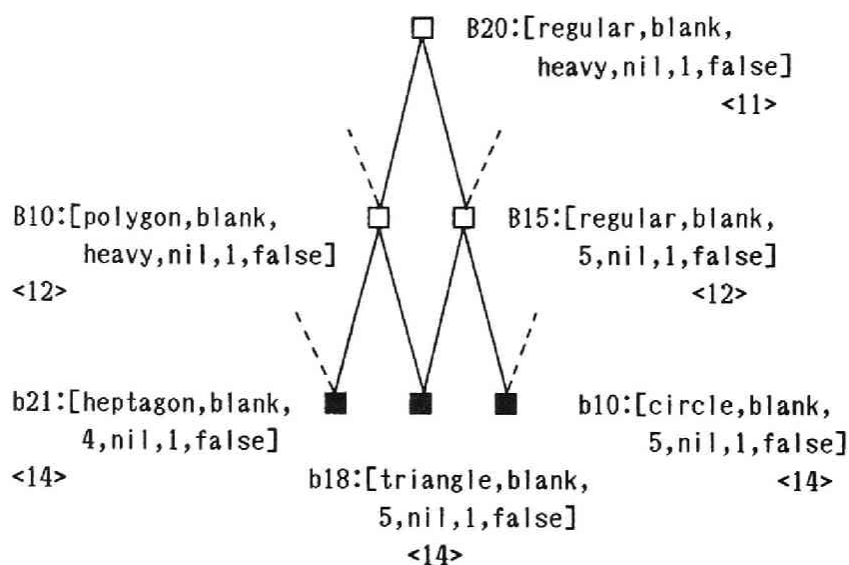 B20:[regular,blank,
heavy,nil,1,false]
<11>
B10:[polygon,blank,
heavy,nil,1,false]
<12>
B15:[regular,blank,
5,nil,1,false]
<12>
b21:[heptagon,blank,
4,nil,1,false]
<14>
b18:[triangle,blank,
5,nil,1,false]
<14>
b10:[circle,blank,
5,nil,1,false]
<14>